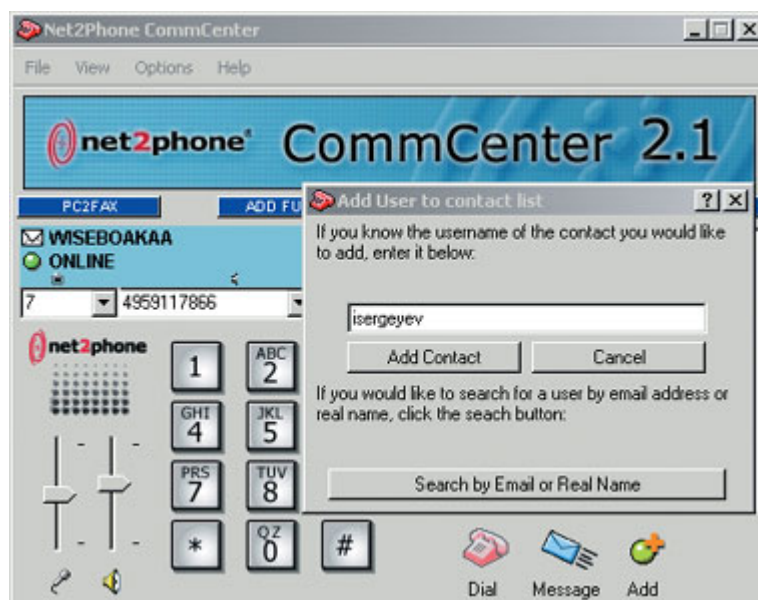 Net2Phone CommCenter
File View Options Help
net2phone® CommCenter 2.1
PC2FAX
ADD FU
WISEBOAKAA
ONLINE
7 4959117866
net2phone
1
ABC
2
GHI
4
JKL
5
PRS
7
TUV
8
*
QZ
0
#
Dial Message Add
Add User to contact list
If you know the username of the contact you would like
to add, enter it below:
isergeyev
Add Contact Cancel
If you would like to search for a user by email address or
real name, click the seach button:
Search by Email or Real Name